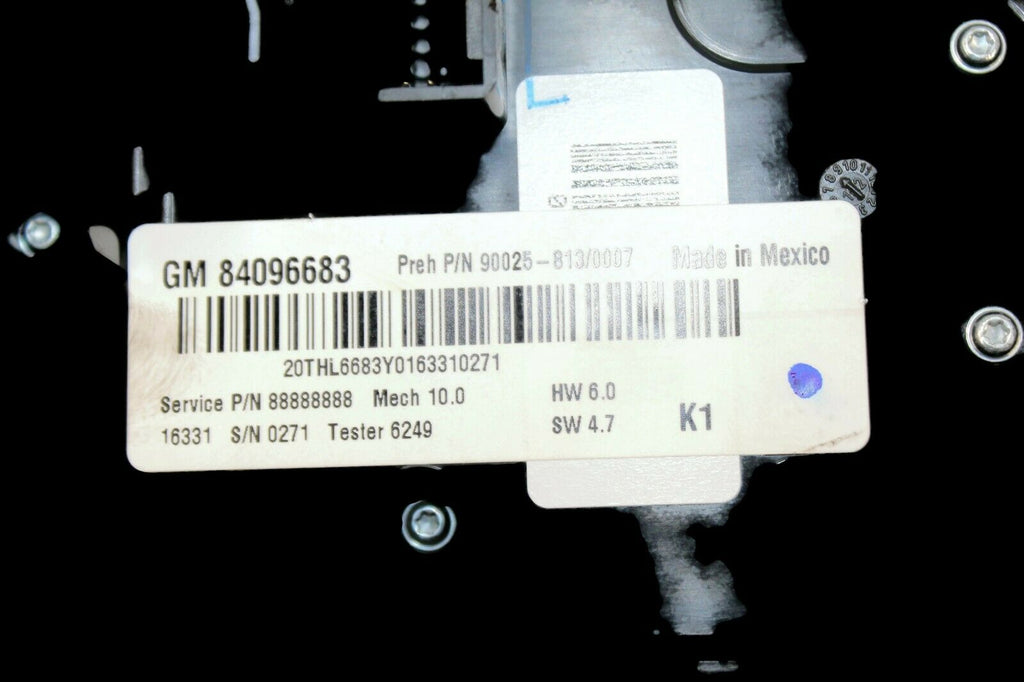 GM 84096683 Preh P/N 90025-813/0007 Made in Mexico
20THL6683Y0163310271
Service P/N 88888888 Mech 10.0 HW 6.0
16331 S/N 0271 Tester 6249 SW 4.7 K1